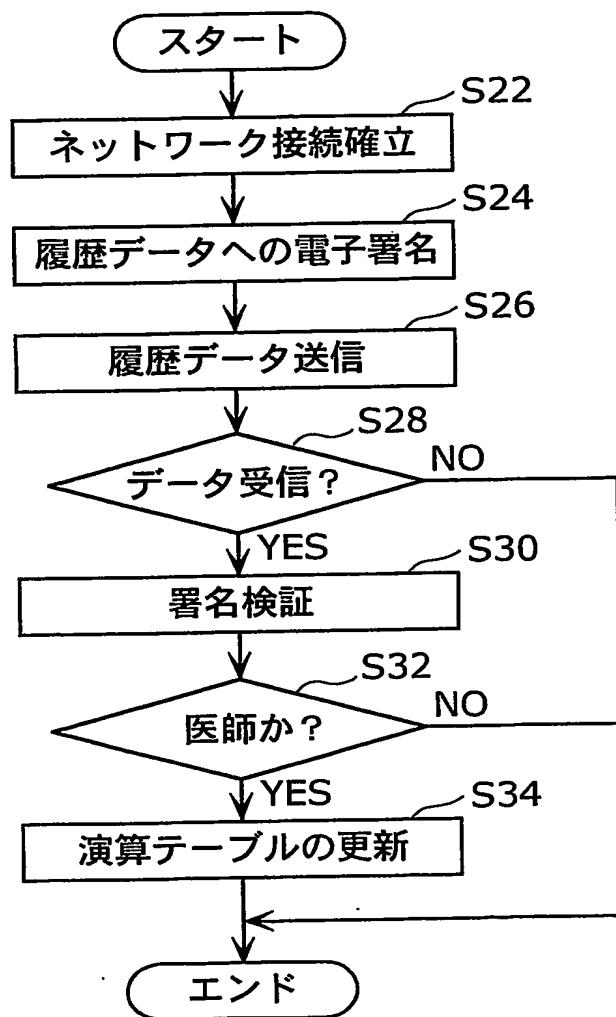 スタート
S22
ネットワーク接続確立
S24
履歴データへの電子署名
S26
履歴データ送信
S28
データ受信?
NO
YES
S30
署名検証
S32
医師か?
NO
YES
S34
演算テーブルの更新
エンド